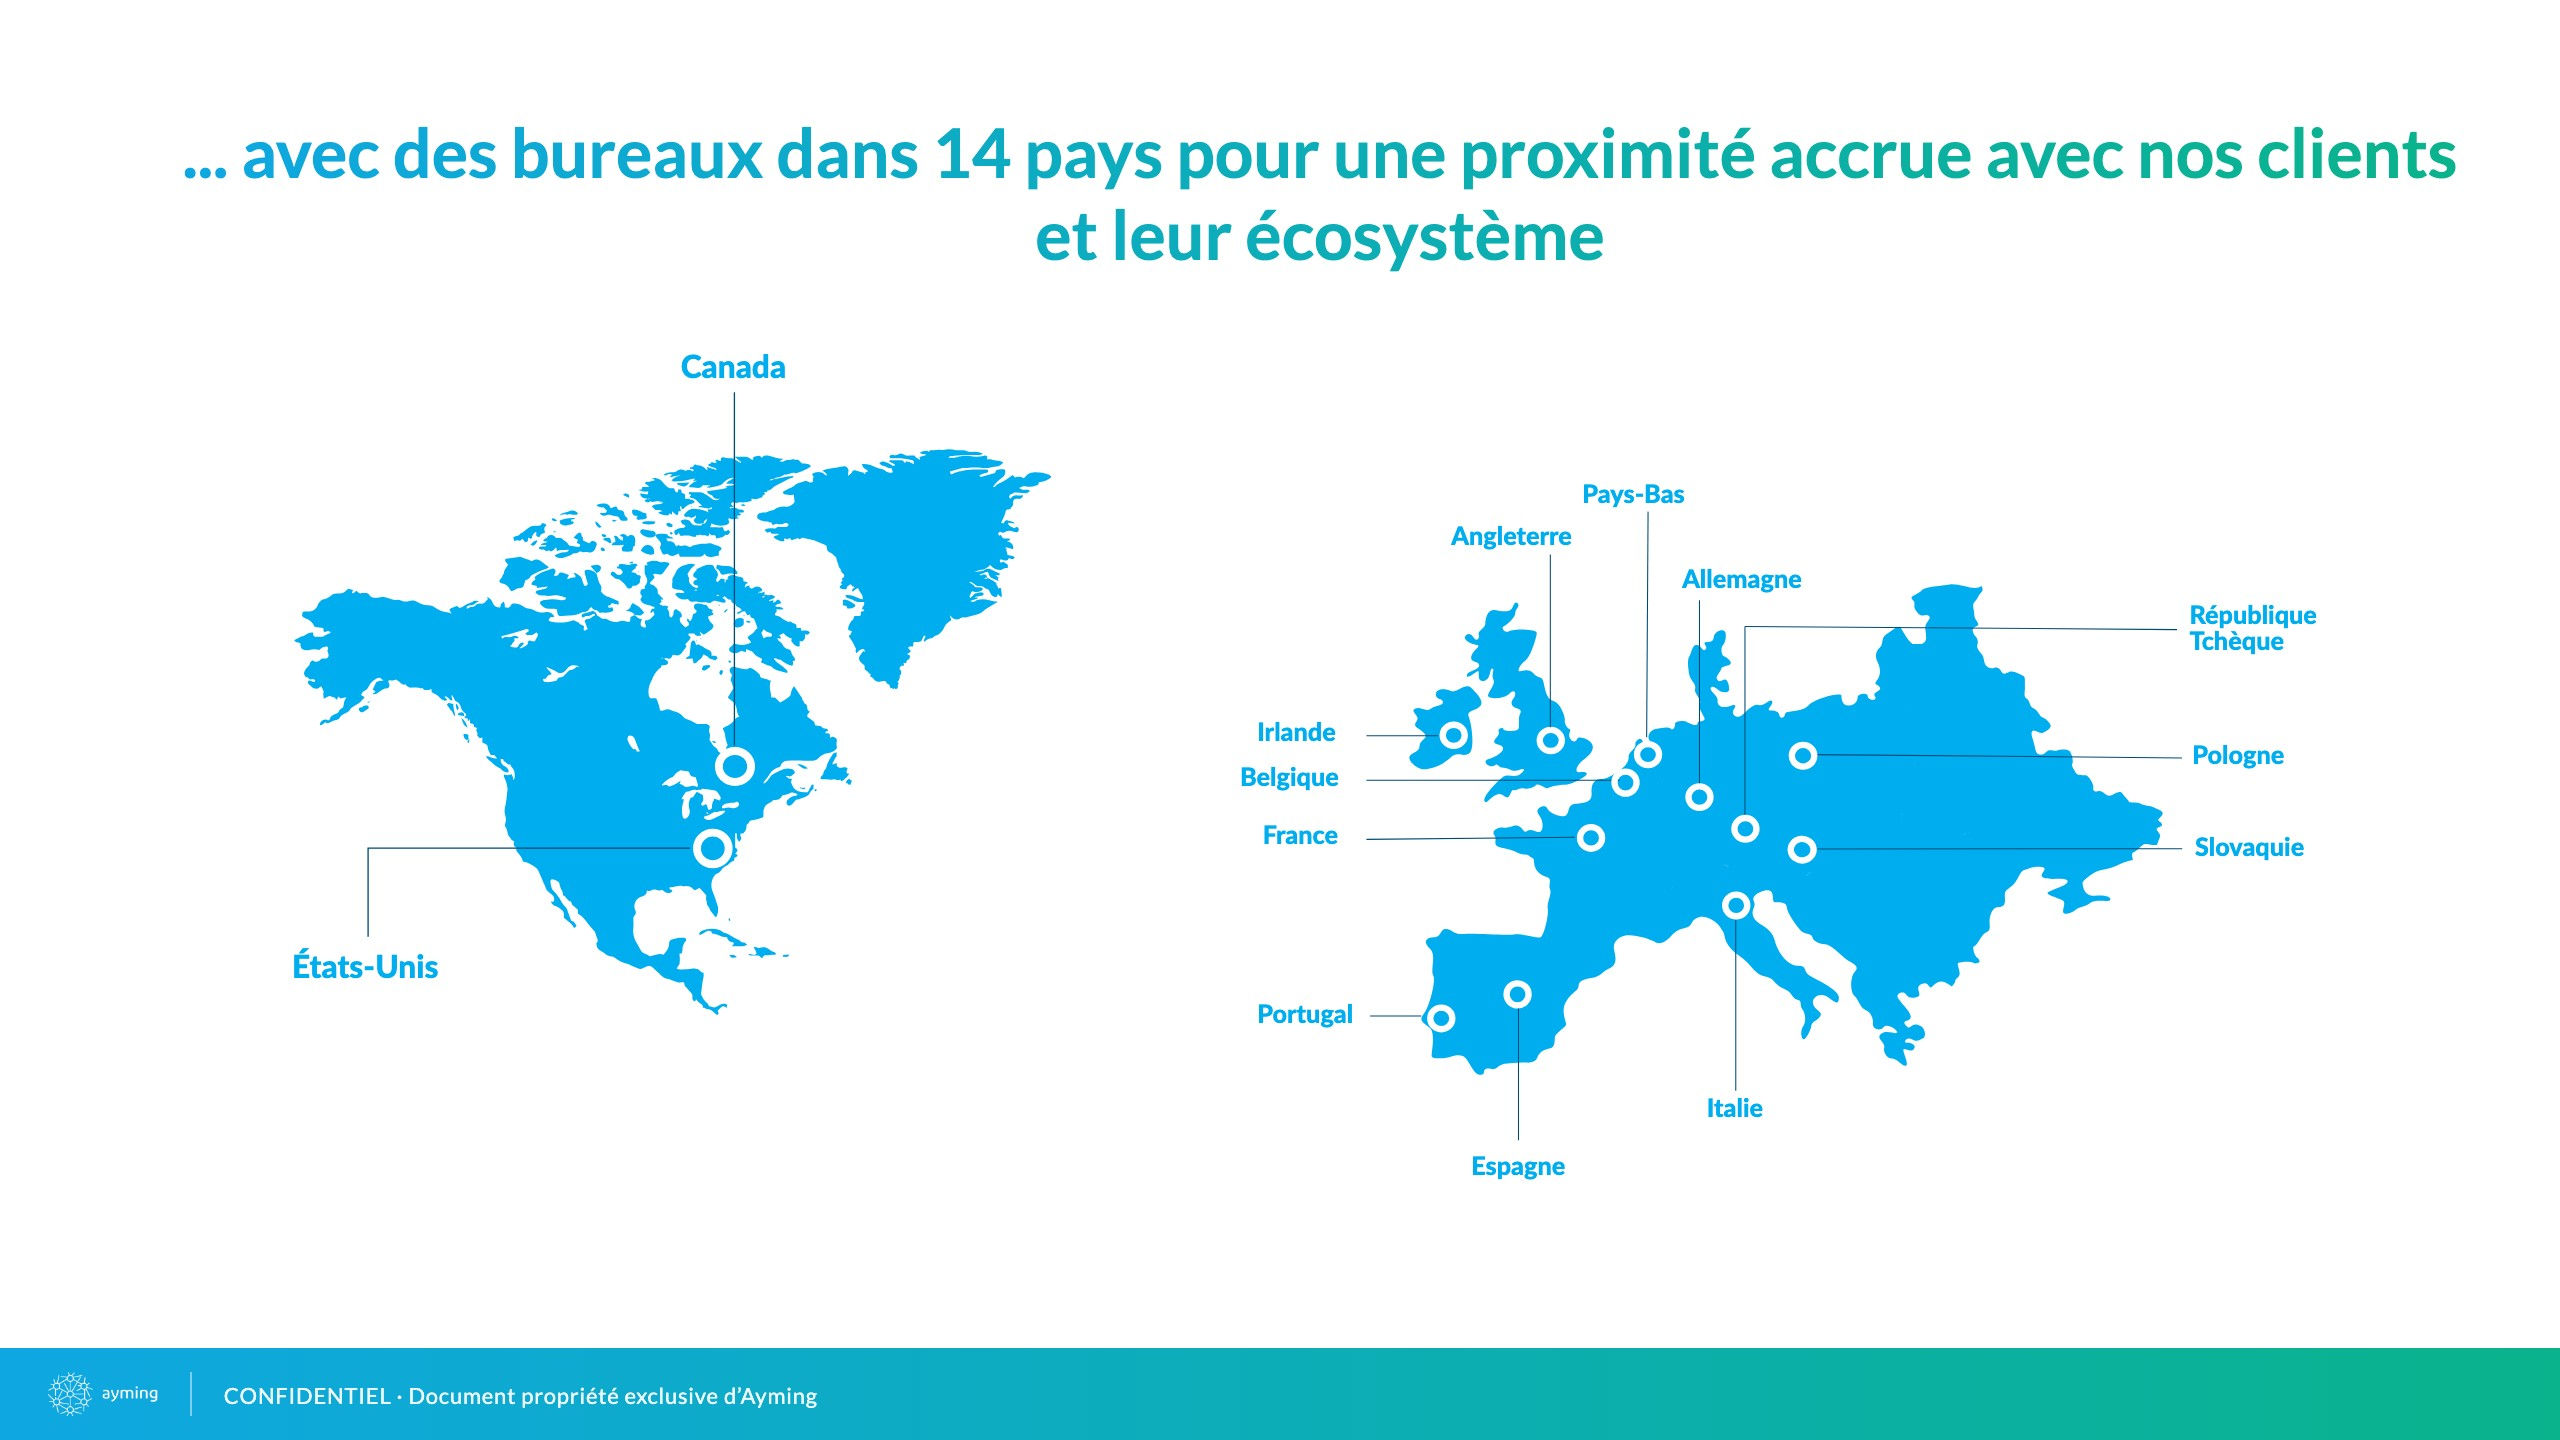 ... avec des bureaux dans 14 pays pour une proximité accrue avec nos clients
et leur écosystème
Canada
États-Unis
Pays-Bas
Angleterre
Allemagne
République
Tchèque
Irlande
Pologne
Belgique
France
Slovaquie
Portugal
Italie
Espagne
ayming
CONFIDENTIEL · Document propriété exclusive d’Ayming